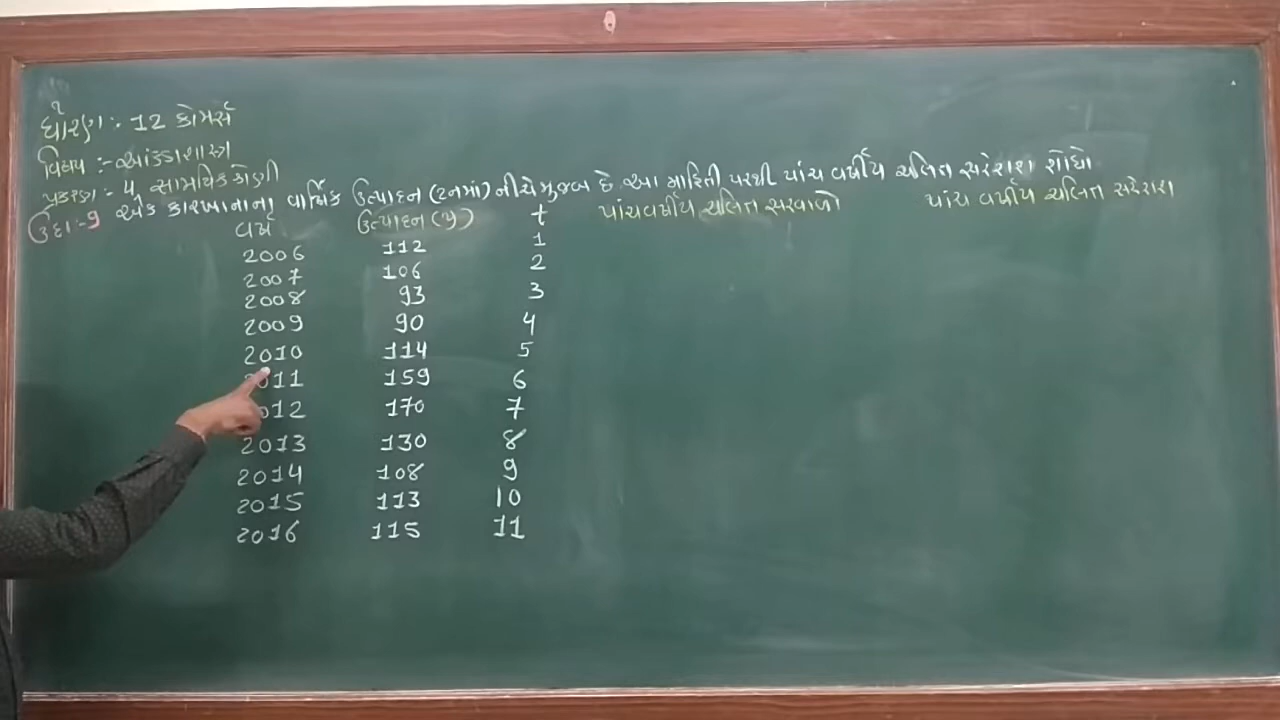 ધોરણ :- 12 કોમર્સ
વિષય :- આંકડાશાસ્ત્ર
પ્રકરણ :- 4, સામયિક શ્રેણી
ઉદા :- 9 એક કારખાનાના વાર્ષિક ઉત્પાદન (ટનમાં) નીચે મુજબ છે. આ માહિતી પરથી પાંચ વર્ષીય ચલિત સરેરાશ શોધો
વર્ષ ઉત્પાદન (y) t પાંચવર્ષીય ચલિત સરવાળો પાંચ વર્ષીય ચલિત સરેરાશ
2006 112 1
2007 106 2
2008 93 3
2009 90 4
2010 114 5
2011 159 6
2012 170 7
2013 130 8
2014 108 9
2015 113 10
2016 115 11